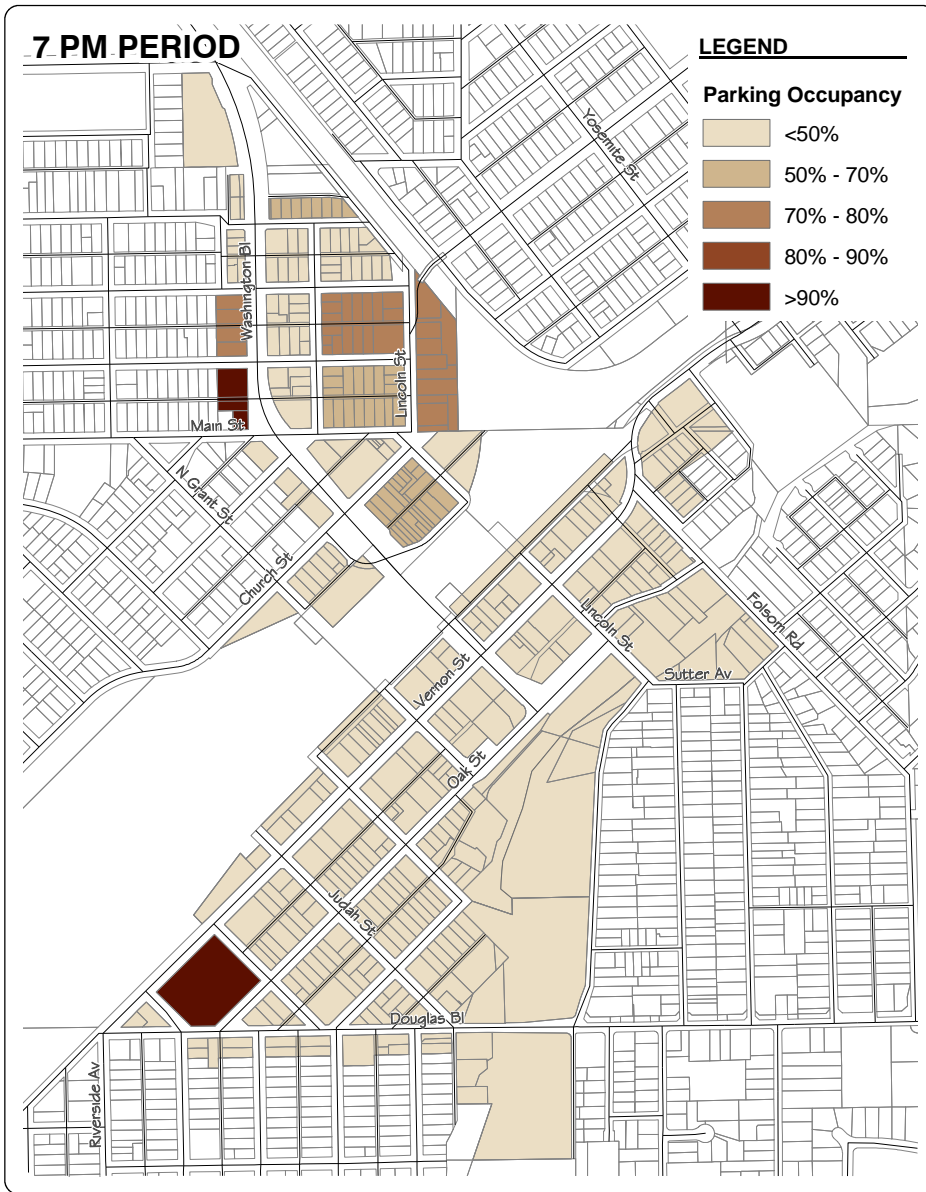 7 PM PERIOD
LEGEND
Parking Occupancy
<50%
50% - 70%
70% - 80%
80% - 90%
>90%
Yosemite St
Washington Bl
Lincoln St
Main St
N Grant St
Church St
Lincoln St
Folsom Rd
Vernon St
Sutter Av
Oak St
Judah St
Douglas Bl
Riverside Av